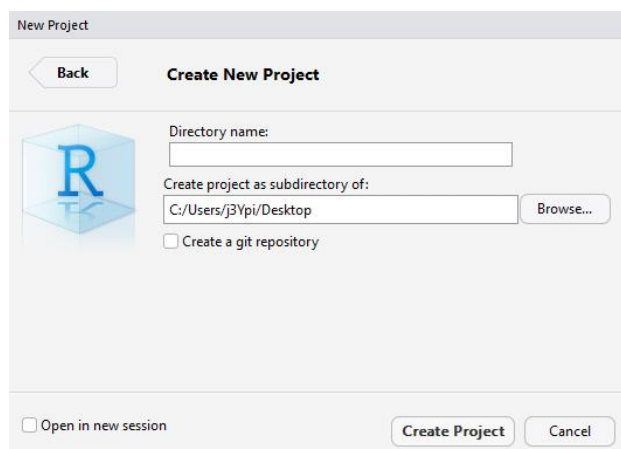 New Project
Back
Create New Project
R
Directory name:
Create project as subdirectory of:
C:/Users/j3Ypi/Desktop
Browse...
Create a git repository
Open in new session
Create Project
Cancel